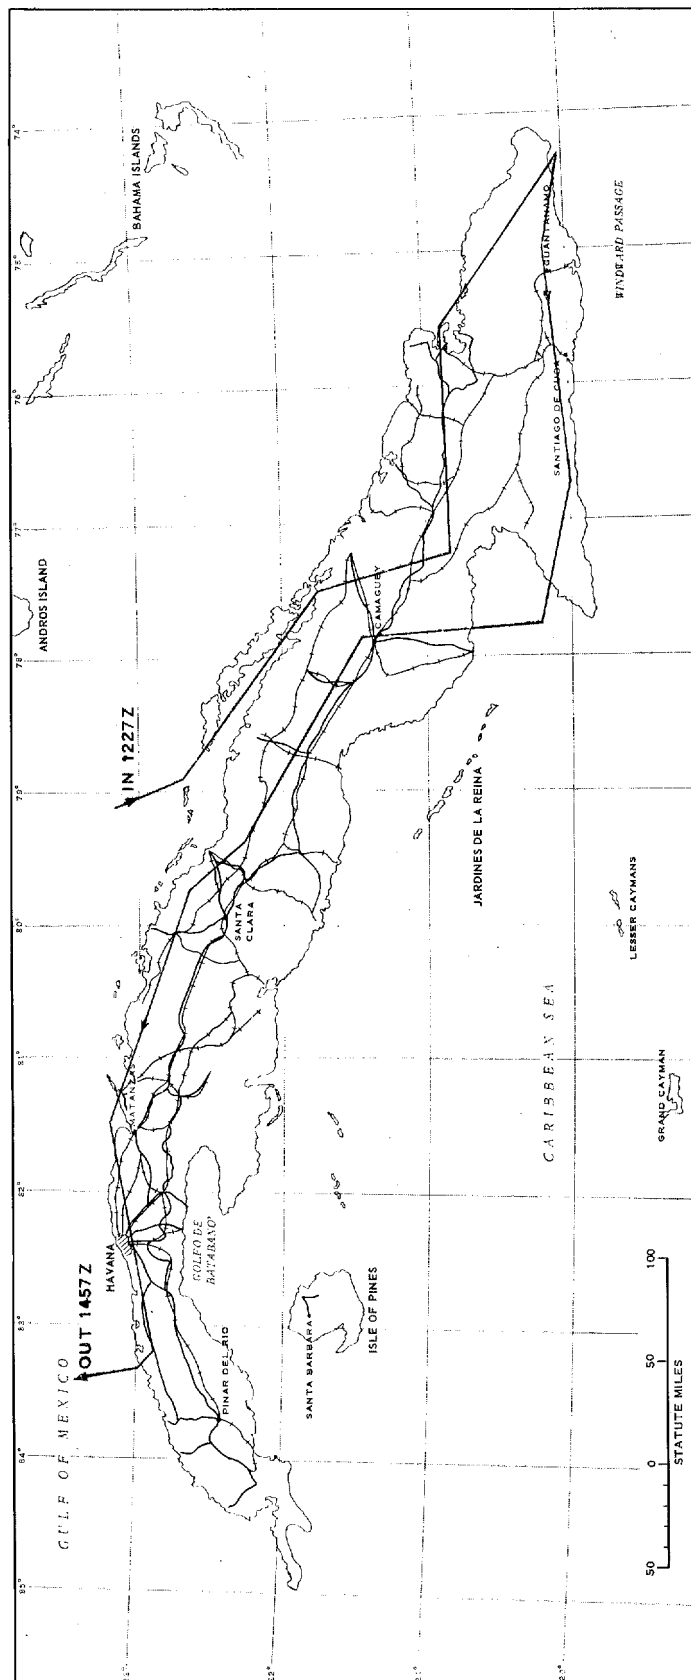 74°
75°
76°
77°
78°
79°
80°
81°
82°
83°
84°
85°
BAHAMA ISLANDS
ANDROS ISLAND
IN 1227Z
OUT 1457Z
GULF OF MEXICO
HAVANA
MATANZAS
SANTA
CLARA
CAMAGUEY
GUANTANAMO
SANTIAGO DE CUBA
WINDWARD PASSAGE
PINAR DEL RIO
GOLFO DE
BATABANO
SANTA BARBARA
ISLE OF PINES
JARDINES DE LA REINA
CARIBBEAN SEA
LESSER CAYMANS
GRAND CAYMAN
22°
21°
20°
50 0 50 100
STATUTE MILES